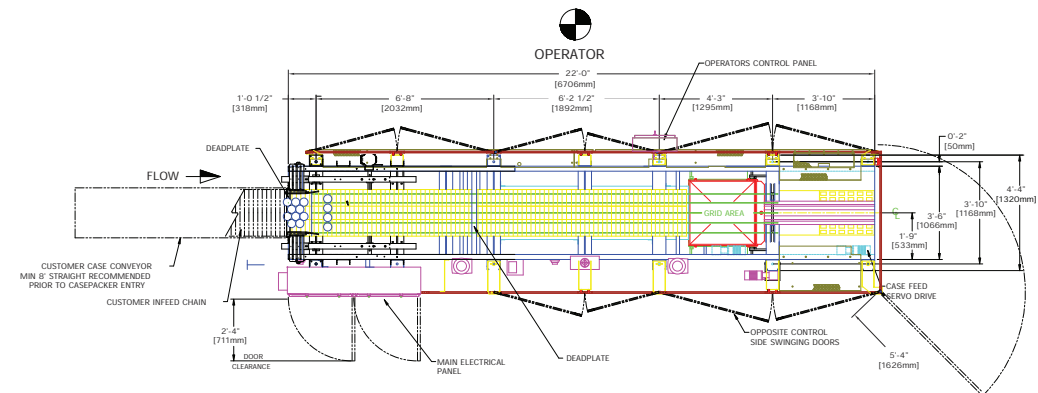 OPERATOR
OPERATORS CONTROL PANEL
22'-0"
[6706mm]
1'-0 1/2"
[318mm]
6'-8"
[2032mm]
6'-2 1/2"
[1892mm]
4'-3"
[1295mm]
3'-10"
[1168mm]
0'-2"
[50mm]
DEADPLATE
FLOW
4'-4"
[1320mm]
3'-10"
[1168mm]
3'-6"
[1066mm]
GRID AREA
1'-9"
[533mm]
CUSTOMER CASE CONVEYOR
MIN 8' STRAIGHT RECOMMENDED
PRIOR TO CASEPACKER ENTRY
CUSTOMER INFEED CHAIN
CASE FEED
SERVO DRIVE
2'-4"
[711mm]
DOOR
CLEARANCE
MAIN ELECTRICAL
PANEL
DEADPLATE
OPPOSITE CONTROL
SIDE SWINGING DOORS
5'-4"
[1626mm]